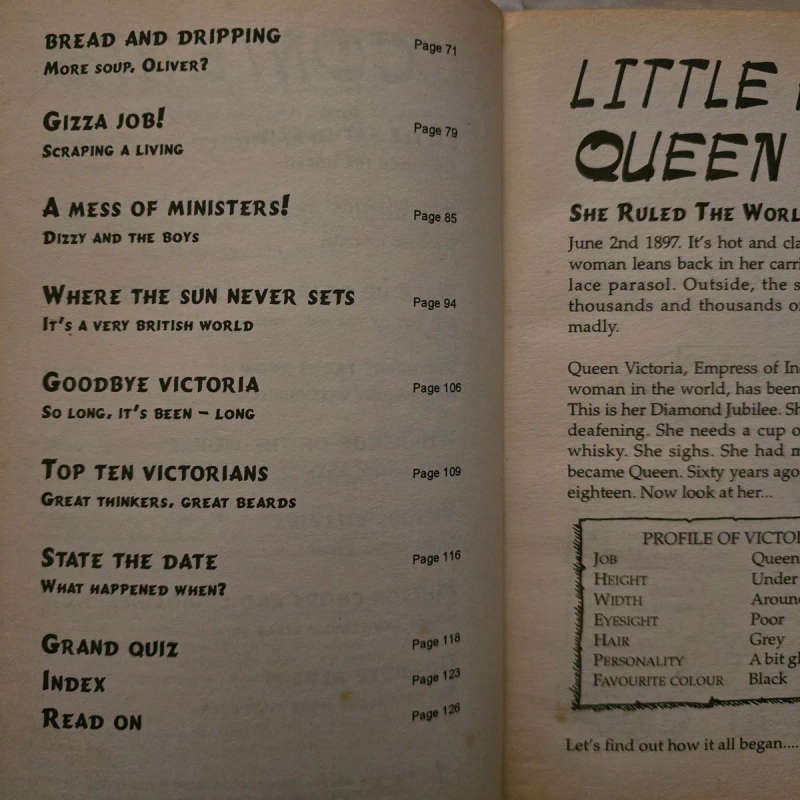 BREAD AND DRIPPING Page 71
MORE SOUP, OLIVER?
GIZZA JOB! Page 79
SCRAPING A LIVING
A MESS OF MINISTERS! Page 85
DIZZY AND THE BOYS
WHERE THE SUN NEVER SETS Page 94
IT'S A VERY BRITISH WORLD
GOODBYE VICTORIA Page 106
SO LONG, IT'S BEEN – LONG
TOP TEN VICTORIANS Page 109
GREAT THINKERS, GREAT BEARDS
STATE THE DATE Page 116
WHAT HAPPENED WHEN?
GRAND QUIZ Page 118
INDEX Page 123
READ ON Page 126
LITTLE
QUEEN
SHE RULED THE
June 2nd 1897. It's hot and
woman leans back in her
lace parasol. Outside, the
thousands and thousands
madly.
Queen Victoria, Empress of
woman in the world, has been
This is her Diamond Jubilee.
deafening. She needs a cup
whisky. She sighs. She had
became Queen. Sixty years ago
eighteen. Now look at her...
PROFILE OF
JOB Queen
HEIGHT Under
WIDTH
EYESIGHT Poor
HAIR Grey
PERSONALITY A bit
FAVOURITE COLOUR Black
Let's find out how it all began....